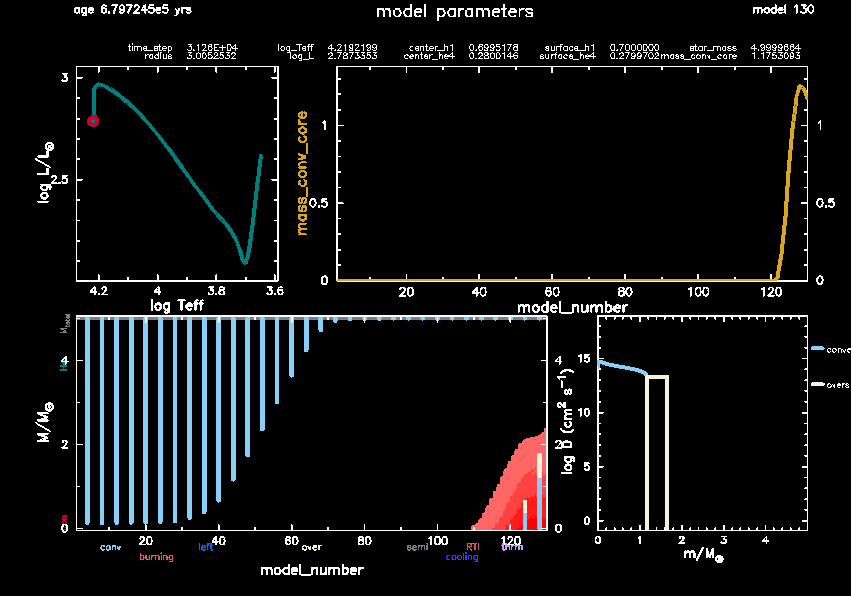 age 6.797245e5 yrs model parameters model 130
time_step 3.126E+04 log_Teff 4.2192199 center_h1 0.6995176 surface_h1 0.7000000 star_mass 4.9999664
radius 3.0052532 log_L 2.7873353 center_he4 0.2800146 surface_he4 0.2799702 mass_conv_core 1.1753093
3
2.5
log L/L☉
4.2 4 3.8 3.6
log Teff
mass_conv_core
1 1
0.5 0.5
0 0
20 40 60 80 100 120
model_number
M_total
He
M/M☉
4 4
2 2
0 0
20 40 60 80 100 120
conv left over semi RTI thrm
burning cooling
model_number
log D (cm² s⁻¹)
15
10
5
0
0 2 4
m/M☉
conve
overs